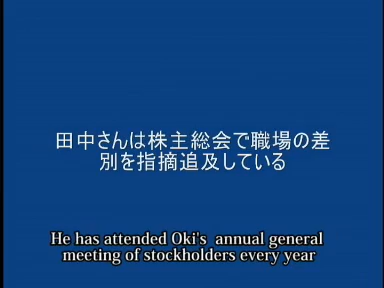 田中さんは株主総会で職場の差
別を指摘追及している
He has attended Oki's annual general
meeting of stockholders every year